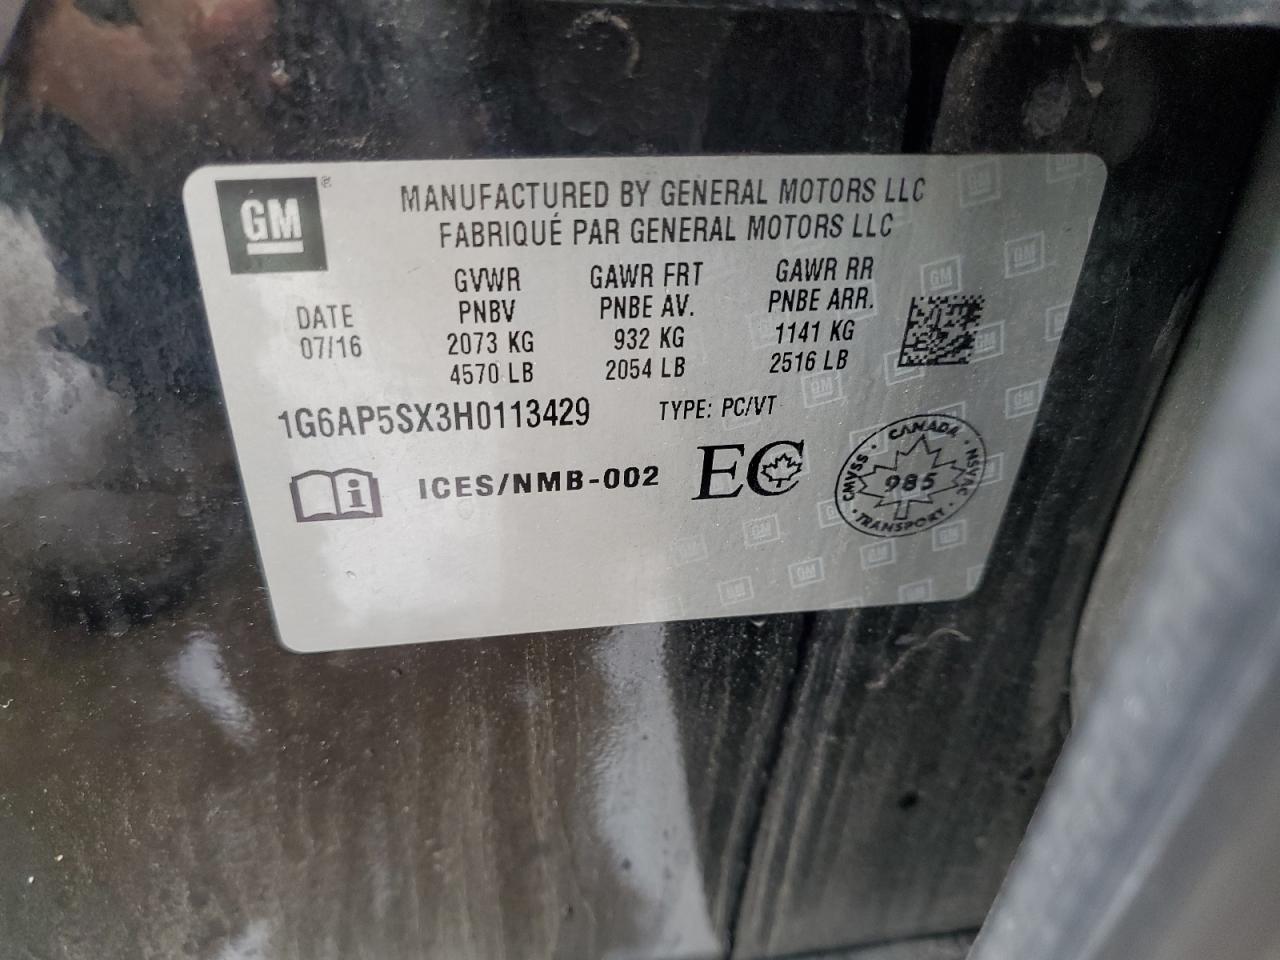 GM
MANUFACTURED BY GENERAL MOTORS LLC
FABRIQUÉ PAR GENERAL MOTORS LLC
DATE
07/16
GVWR
PNBV
2073 KG
4570 LB
GAWR FRT
PNBE AV.
932 KG
2054 LB
GAWR RR
PNBE ARR.
1141 KG
2516 LB
1G6AP5SX3H0113429 TYPE: PC/VT
i ICES/NMB-002 EC
CANADA
CMVSS 985 NSVAC
TRANSPORT